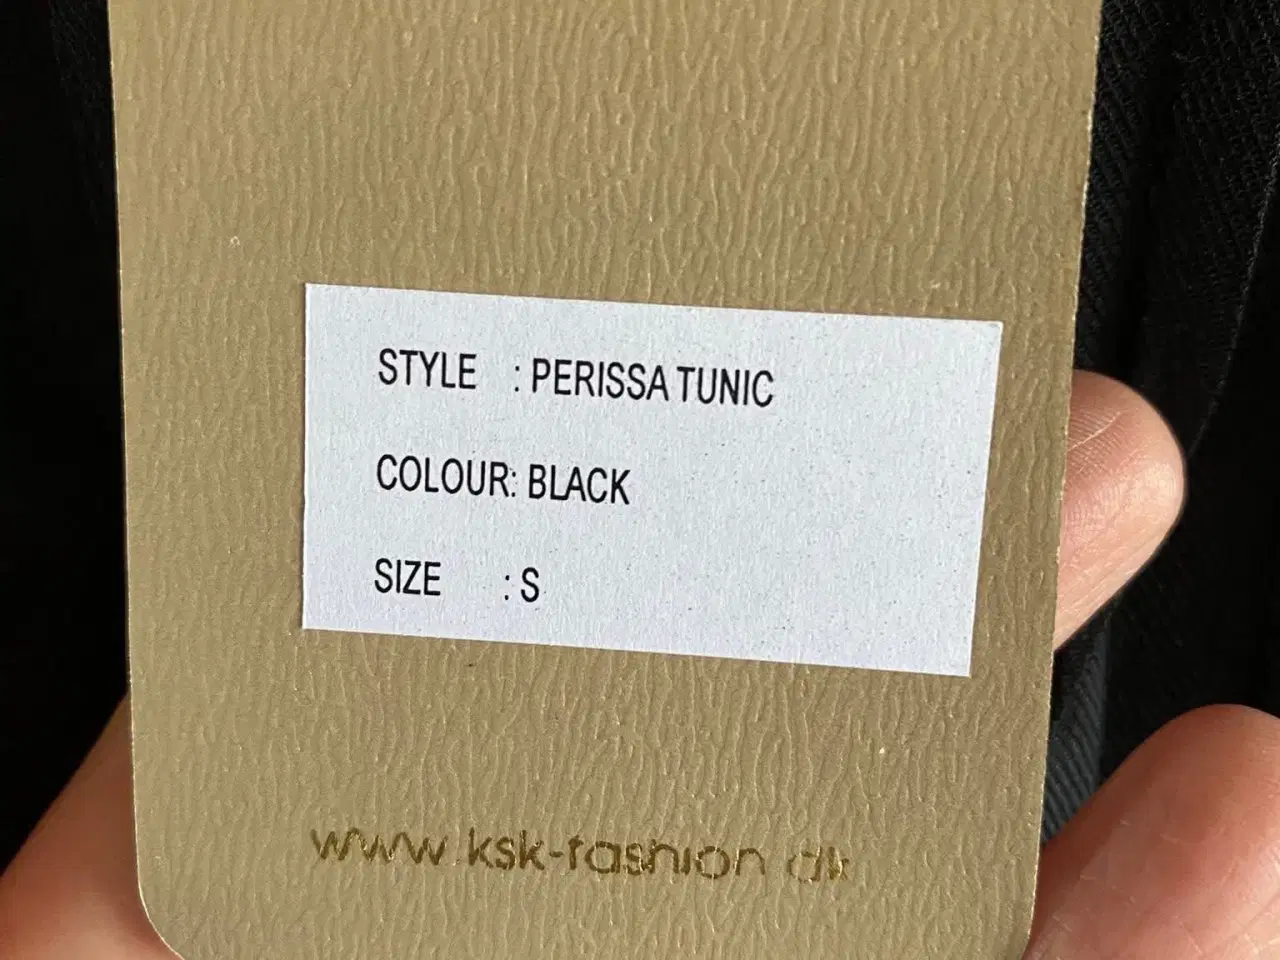 STYLE : PERISSA TUNIC
COLOUR: BLACK
SIZE : S
www.ksk-fashion.dk